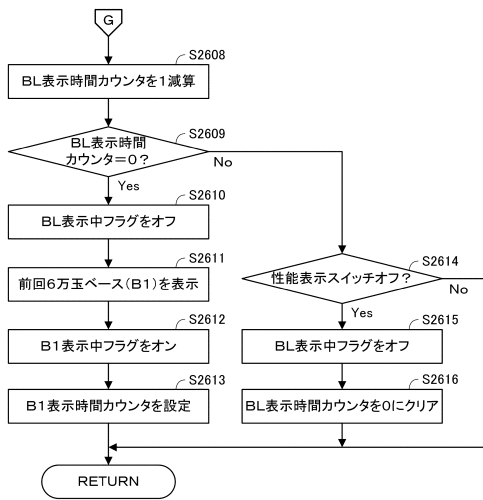 G
S2608
BL表示時間カウンタを1減算
S2609
BL表示時間
カウンタ=0?
No
Yes
S2610
BL表示中フラグをオフ
S2611
前回6万玉ベース(B1)を表示
S2614
性能表示スイッチオフ?
No
Yes
S2612
B1表示中フラグをオン
S2615
BL表示中フラグをオフ
S2613
B1表示時間カウンタを設定
S2616
BL表示時間カウンタを0にクリア
RETURN